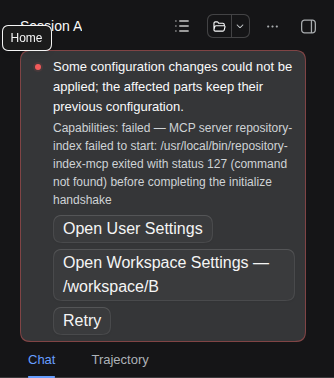 Session A
Home
Some configuration changes could not be
applied; the affected parts keep their
previous configuration.
Capabilities: failed — MCP server repository-
index failed to start: /usr/local/bin/repository-
index-mcp exited with status 127 (command
not found) before completing the initialize
handshake
Open User Settings
Open Workspace Settings —
/workspace/B
Retry
Chat
Trajectory